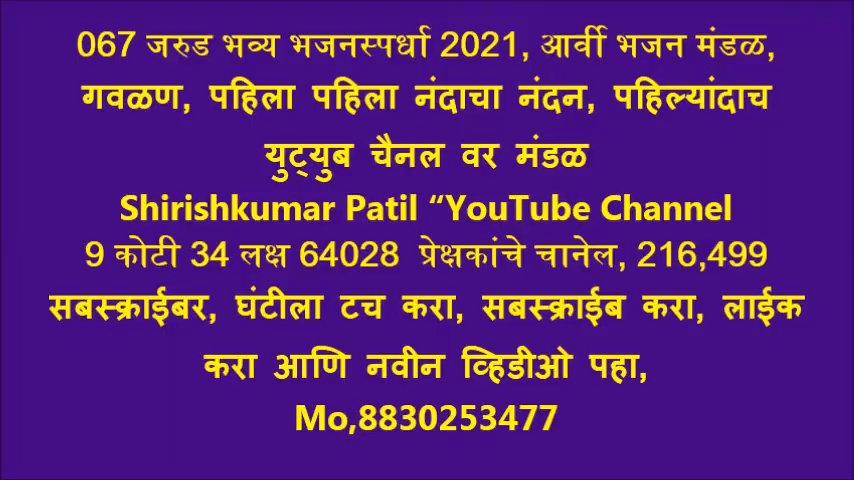 067 जरुड भव्य भजनस्पर्धा 2021, आर्वी भजन मंडळ,
गवळण, पहिला पहिला नंदाचा नंदन, पहिल्यांदाच
युट्युब चैनल वर मंडळ
Shirishkumar Patil “YouTube Channel
9 कोटी 34 लक्ष 64028 प्रेक्षकांचे चानेल, 216,499
सबस्क्राईबर, घंटीला टच करा, सबस्क्राईब करा, लाईक
करा आणि नवीन व्हिडीओ पहा,
Mo,8830253477